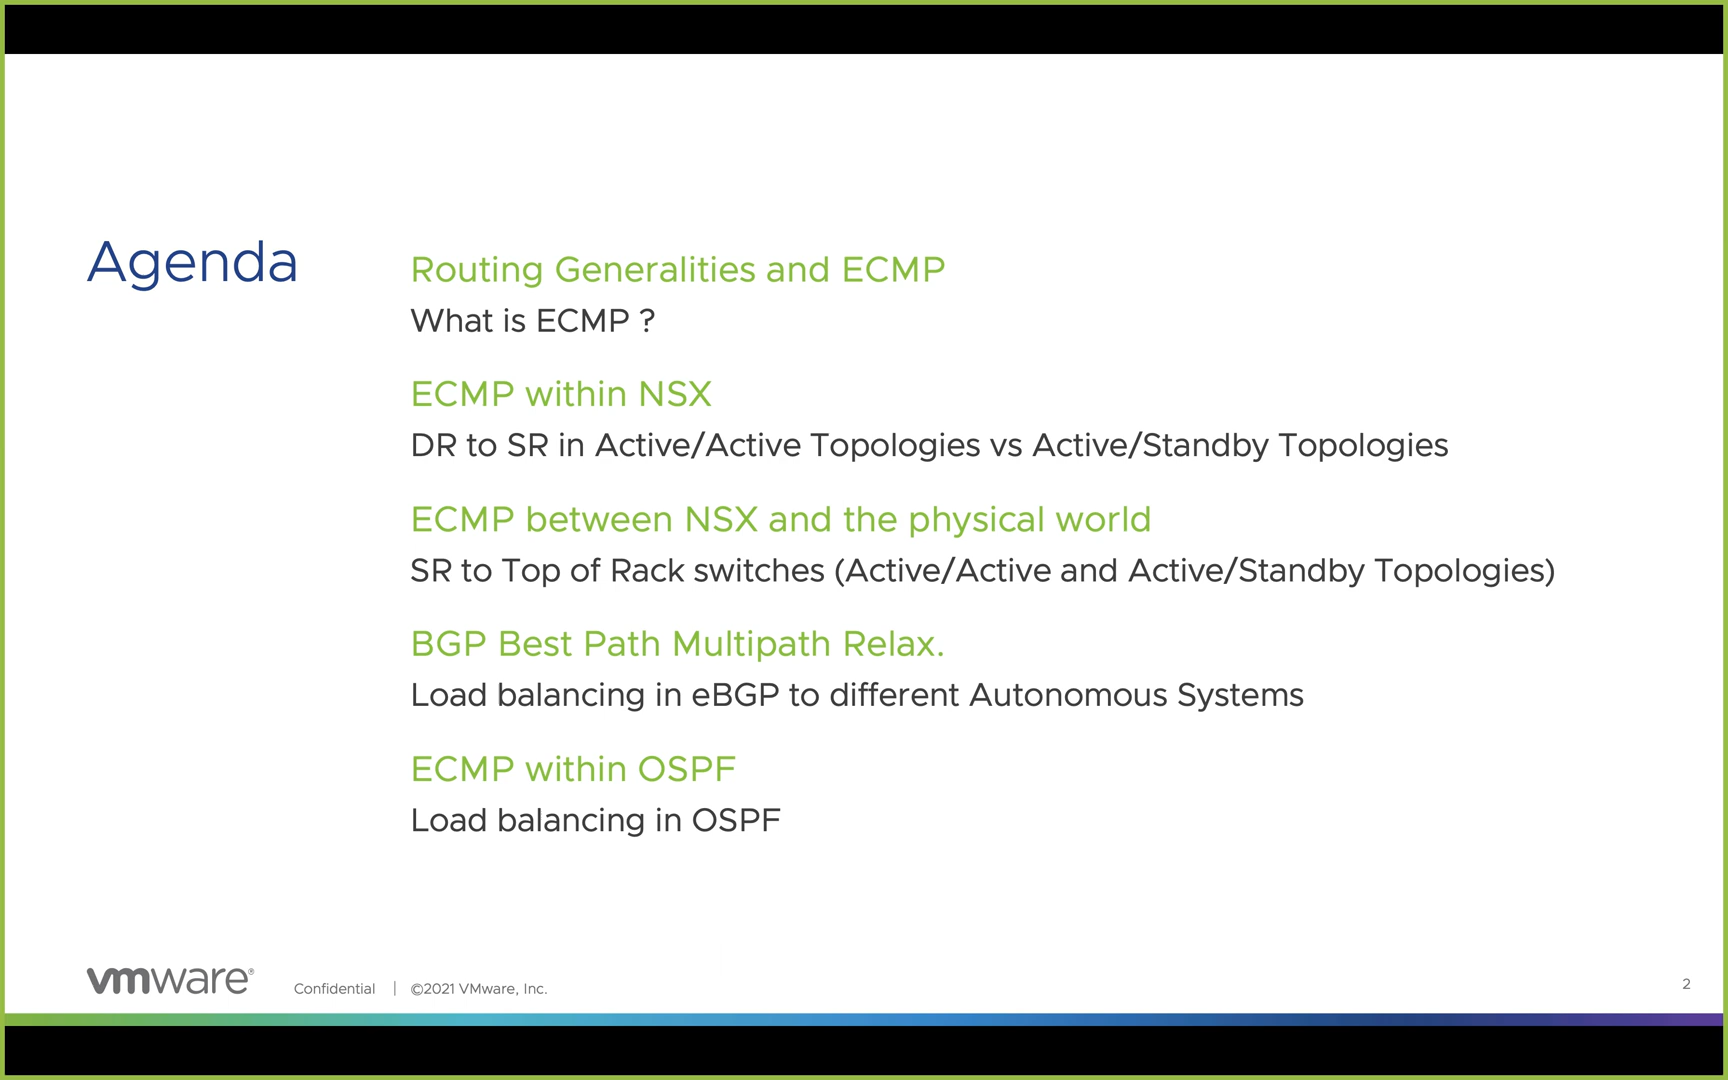 Agenda
Routing Generalities and ECMP
What is ECMP ?
ECMP within NSX
DR to SR in Active/Active Topologies vs Active/Standby Topologies
ECMP between NSX and the physical world
SR to Top of Rack switches (Active/Active and Active/Standby Topologies)
BGP Best Path Multipath Relax.
Load balancing in eBGP to different Autonomous Systems
ECMP within OSPF
Load balancing in OSPF
vmware®
Confidential | ©2021 VMware, Inc.
2